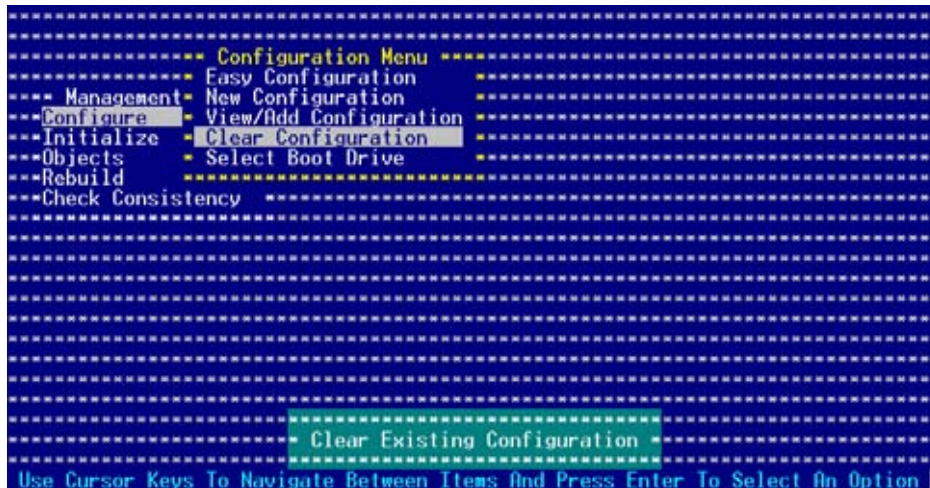 Configuration Menu
Easy Configuration
Management
New Configuration
Configure
View/Add Configuration
Initialize
Clear Configuration
Objects
Select Boot Drive
Rebuild
Check Consistency
Clear Existing Configuration
Use Cursor Keys To Navigate Between Items And Press Enter To Select An Option